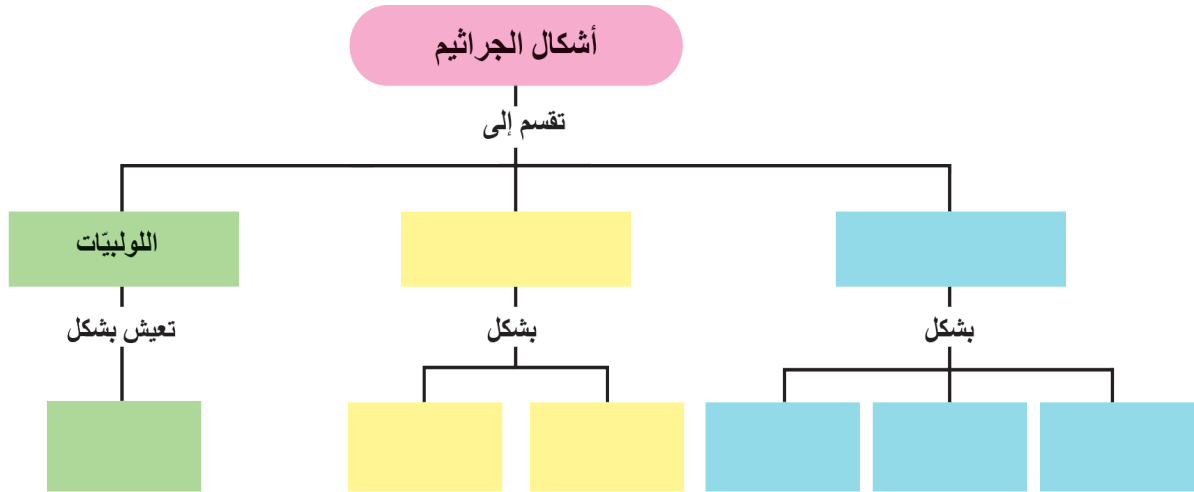 أشكال الجراثيم
تقسم إلى
اللولبيّات
بشكل
بشكل
تعيش بشكل